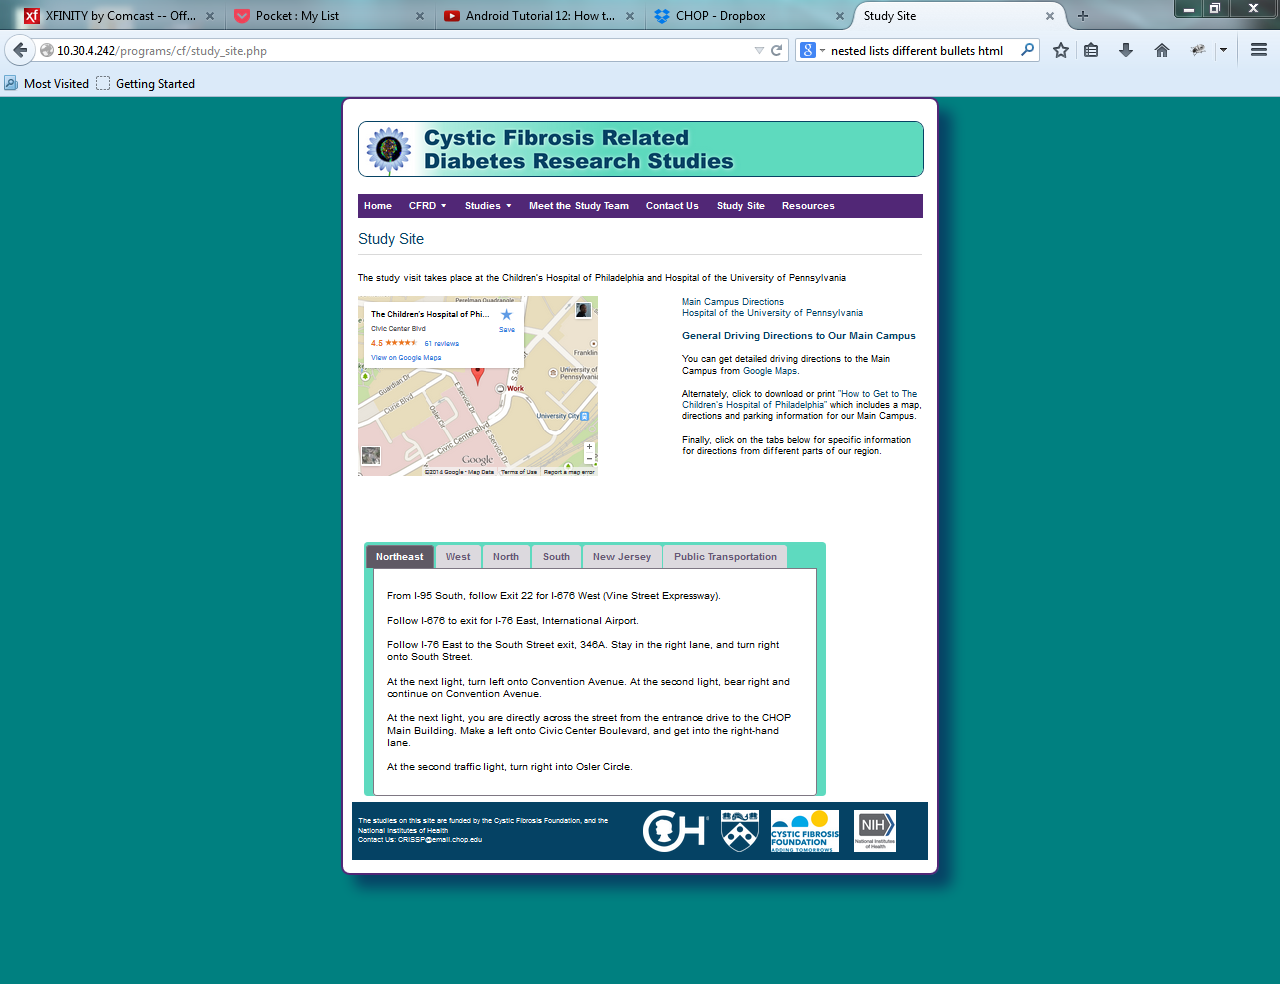 XFINITY by Comcast -- Off...
Pocket : My List
Android Tutorial 12: How t...
CHOP - Dropbox
Study Site
10.30.4.242/programs/cf/study_site.php
nested lists different bullets html
Most Visited
Getting Started
Cystic Fibrosis Related
Diabetes Research Studies
Home
CFRD
Studies
Meet the Study Team
Contact Us
Study Site
Resources
Study Site
The study visit takes place at the Children's Hospital of Philadelphia and Hospital of the University of Pennsylvania
Perelman Quadrangle
The Children's Hospital of Phi...
Civic Center Blvd
Save
4.5 ★★★★★ 61 reviews
View on Google Maps
Franklin
University of
Pennsylvania
Guardian Dr
Work
Curie Blvd
Osler Cir
E Service Dr
University City
Civic Center Blvd
E Service Dr
Google
©2014 Google - Map Data
Terms of Use
Report a map error
Main Campus Directions
Hospital of the University of Pennsylvania
General Driving Directions to Our Main Campus
You can get detailed driving directions to the Main
Campus from Google Maps.
Alternately, click to download or print "How to Get to The
Children's Hospital of Philadelphia" which includes a map,
directions and parking information for our Main Campus.
Finally, click on the tabs below for specific information
for directions from different parts of our region.
Northeast
West
North
South
New Jersey
Public Transportation
From I-95 South, follow Exit 22 for I-676 West (Vine Street Expressway).
Follow I-676 to exit for I-76 East, International Airport.
Follow I-76 East to the South Street exit, 346A. Stay in the right lane, and turn right
onto South Street.
At the next light, turn left onto Convention Avenue. At the second light, bear right and
continue on Convention Avenue.
At the next light, you are directly across the street from the entrance drive to the CHOP
Main Building. Make a left onto Civic Center Boulevard, and get into the right-hand
lane.
At the second traffic light, turn right into Osler Circle.
The studies on this site are funded by the Cystic Fibrosis Foundation, and the
National Institutes of Health
Contact Us: CRISSP@email.chop.edu
CH
CYSTIC FIBROSIS
FOUNDATION
ADDING TOMORROWS
NIH
National Institutes
of Health